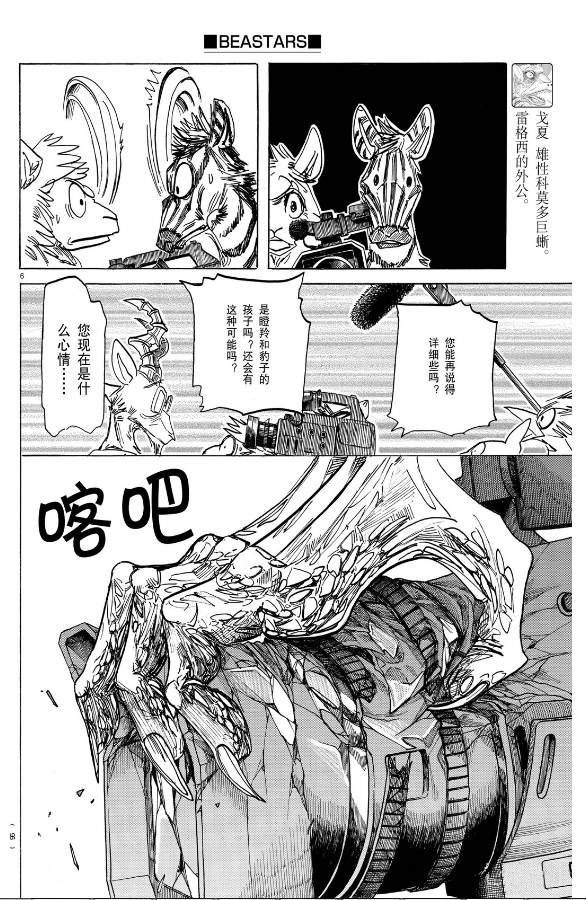 ■BEASTARS■
戈夏 雄性科莫多巨蜥。
雷格西的外公。
6
您能再说得
详细些吗？
是瞪羚和豹子的
孩子吗？还会有
这种可能吗？
您现在是什
么心情……
喀吧